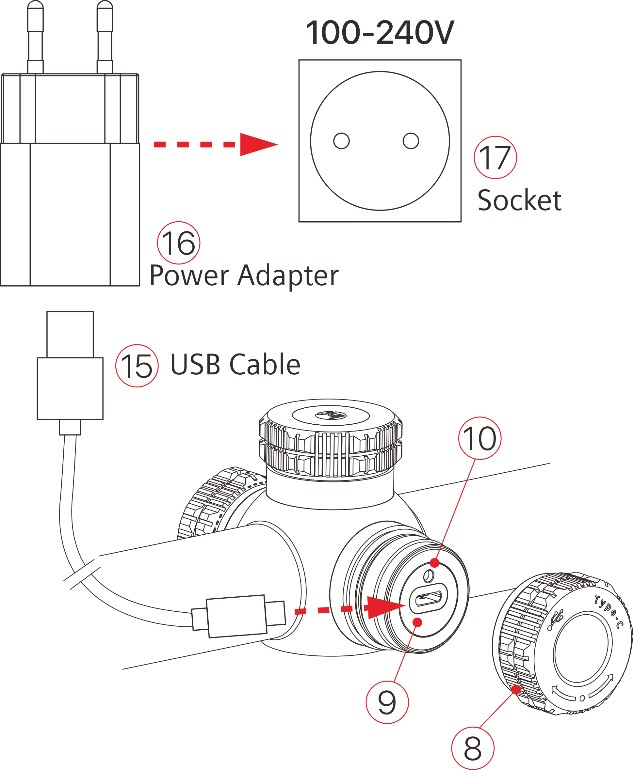 100-240V
17
Socket
16
Power Adapter
15 USB Cable
10
Type-C
9
8